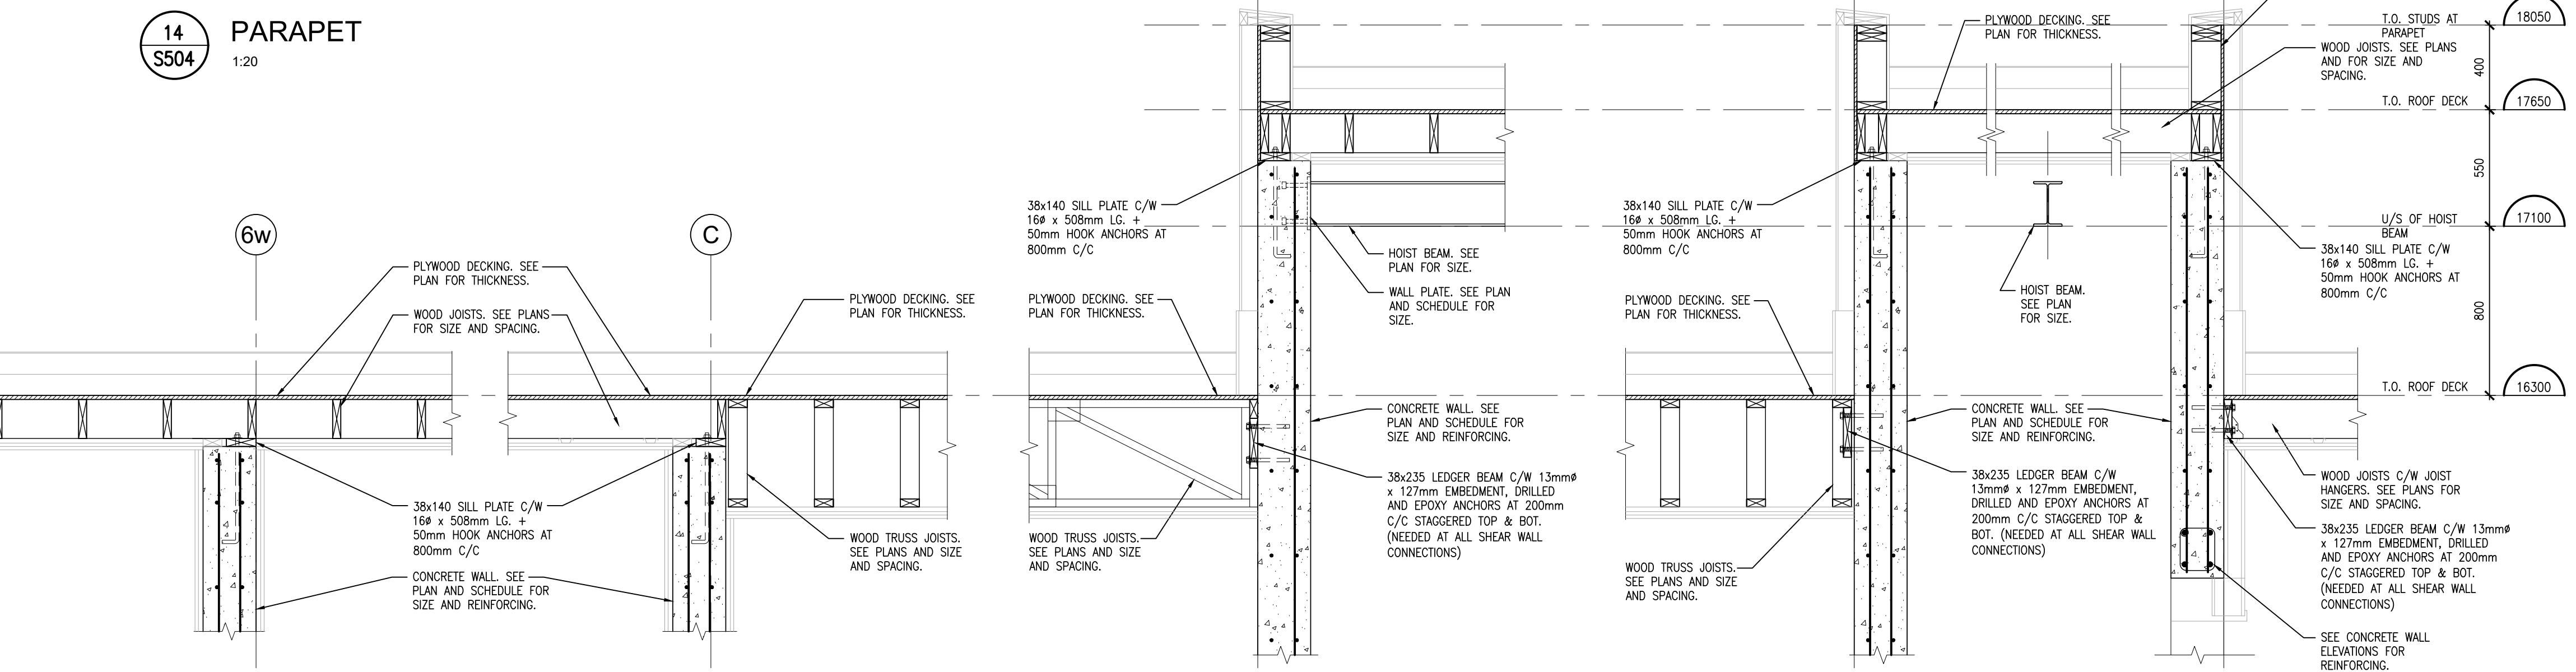 14
S504
PARAPET
1:20
6w
C
PLYWOOD DECKING. SEE
PLAN FOR THICKNESS.
WOOD JOISTS. SEE PLANS
FOR SIZE AND SPACING.
38x140 SILL PLATE C/W
16ø x 508mm LG. +
50mm HOOK ANCHORS AT
800mm C/C
CONCRETE WALL. SEE
PLAN AND SCHEDULE FOR
SIZE AND REINFORCING.
PLYWOOD DECKING. SEE
PLAN FOR THICKNESS.
WOOD TRUSS JOISTS.
SEE PLANS AND SIZE
AND SPACING.
38x140 SILL PLATE C/W
16ø x 508mm LG. +
50mm HOOK ANCHORS AT
800mm C/C
PLYWOOD DECKING. SEE
PLAN FOR THICKNESS.
WOOD TRUSS JOISTS.
SEE PLANS AND SIZE
AND SPACING.
HOIST BEAM. SEE
PLAN FOR SIZE.
WALL PLATE. SEE PLAN
AND SCHEDULE FOR
SIZE.
CONCRETE WALL. SEE
PLAN AND SCHEDULE FOR
SIZE AND REINFORCING.
38x235 LEDGER BEAM C/W 13mmø
x 127mm EMBEDMENT, DRILLED
AND EPOXY ANCHORS AT 200mm
C/C STAGGERED TOP & BOT.
(NEEDED AT ALL SHEAR WALL
CONNECTIONS)
38x140 SILL PLATE C/W
16ø x 508mm LG. +
50mm HOOK ANCHORS AT
800mm C/C
PLYWOOD DECKING. SEE
PLAN FOR THICKNESS.
WOOD TRUSS JOISTS.
SEE PLANS AND SIZE
AND SPACING.
PLYWOOD DECKING. SEE
PLAN FOR THICKNESS.
HOIST BEAM.
SEE PLAN
FOR SIZE.
CONCRETE WALL. SEE
PLAN AND SCHEDULE FOR
SIZE AND REINFORCING.
38x235 LEDGER BEAM C/W
13mmø x 127mm EMBEDMENT,
DRILLED AND EPOXY ANCHORS AT
200mm C/C STAGGERED TOP &
BOT. (NEEDED AT ALL SHEAR WALL
CONNECTIONS)
T.O. STUDS AT
PARAPET
18050
WOOD JOISTS. SEE PLANS
AND FOR SIZE AND
SPACING.
400
T.O. ROOF DECK
17650
550
U/S OF HOIST
BEAM
17100
38x140 SILL PLATE C/W
16ø x 508mm LG. +
50mm HOOK ANCHORS AT
800mm C/C
800
T.O. ROOF DECK
16300
WOOD JOISTS C/W JOIST
HANGERS. SEE PLANS FOR
SIZE AND SPACING.
38x235 LEDGER BEAM C/W 13mmø
x 127mm EMBEDMENT, DRILLED
AND EPOXY ANCHORS AT 200mm
C/C STAGGERED TOP & BOT.
(NEEDED AT ALL SHEAR WALL
CONNECTIONS)
SEE CONCRETE WALL
ELEVATIONS FOR
REINFORCING.